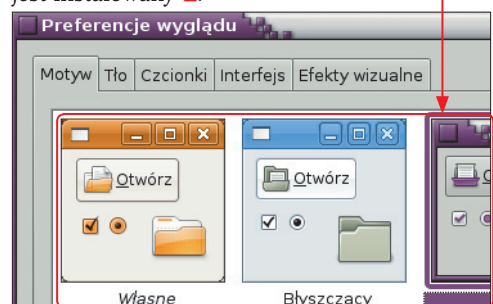 jest instalowany
Preferencje wyglądu
Motyw Tło Czcionki Interfejs Efekty wizualne
Otwórz Otwórz
Własne Błyszczący